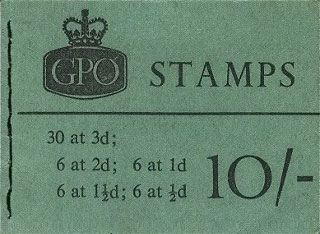 GPO STAMPS
30 at 3d;
6 at 2d; 6 at 1d
6 at 1½d; 6 at ½d
10/-